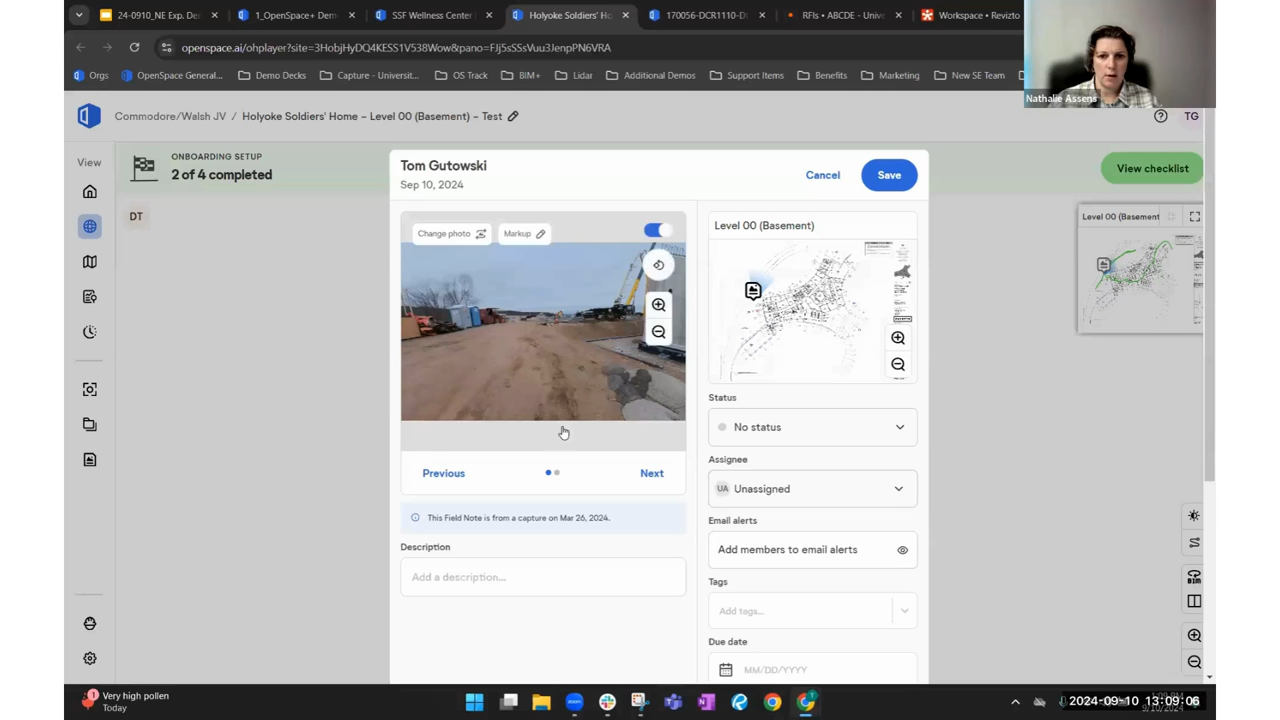 24-0910_NE Exp. De
1_OpenSpace+ Dem
SSF Wellness Center
Holyoke Soldiers' Ho
170056-DCR1110-D
RFIs • ABCDE - Unive
Workspace • Revizto
openspace.ai/ohplayer?site=3HobjHyDQ4KESS1V538Wow&pano=FJj5sSSsVuu3JenpPN6VRA
Orgs
OpenSpace General...
Demo Decks
Capture - Universit...
OS Track
BIM+
Lidar
Additional Demos
Support Items
Benefits
Marketing
New SE Team
Nathalie Assens
Commodore/Walsh JV / Holyoke Soldiers' Home – Level 00 (Basement) – Test
TG
View
ONBOARDING SETUP
2 of 4 completed
View checklist
DT
Level 00 (Basement
Tom Gutowski
Sep 10, 2024
Cancel
Save
Change photo
Markup
Level 00 (Basement)
Previous
Next
This Field Note is from a capture on Mar 26, 2024.
Description
Add a description...
Status
No status
Assignee
UA Unassigned
Email alerts
Add members to email alerts
Tags
Add tags...
Due date
MM/DD/YYYY
BIM
1
Very high pollen
Today
2024-09-10 13:09:06